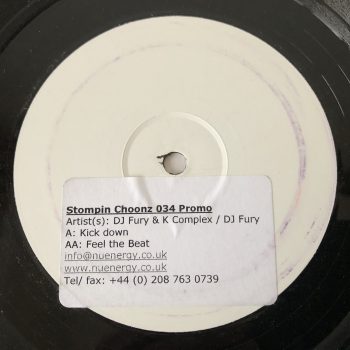 Stompin Choonz 034 Promo
Artist(s): DJ Fury & K Complex / DJ Fury
A: Kick down
AA: Feel the Beat
info@nuenergy.co.uk
www.nuenergy.co.uk
Tel/ fax: +44 (0) 208 763 0739